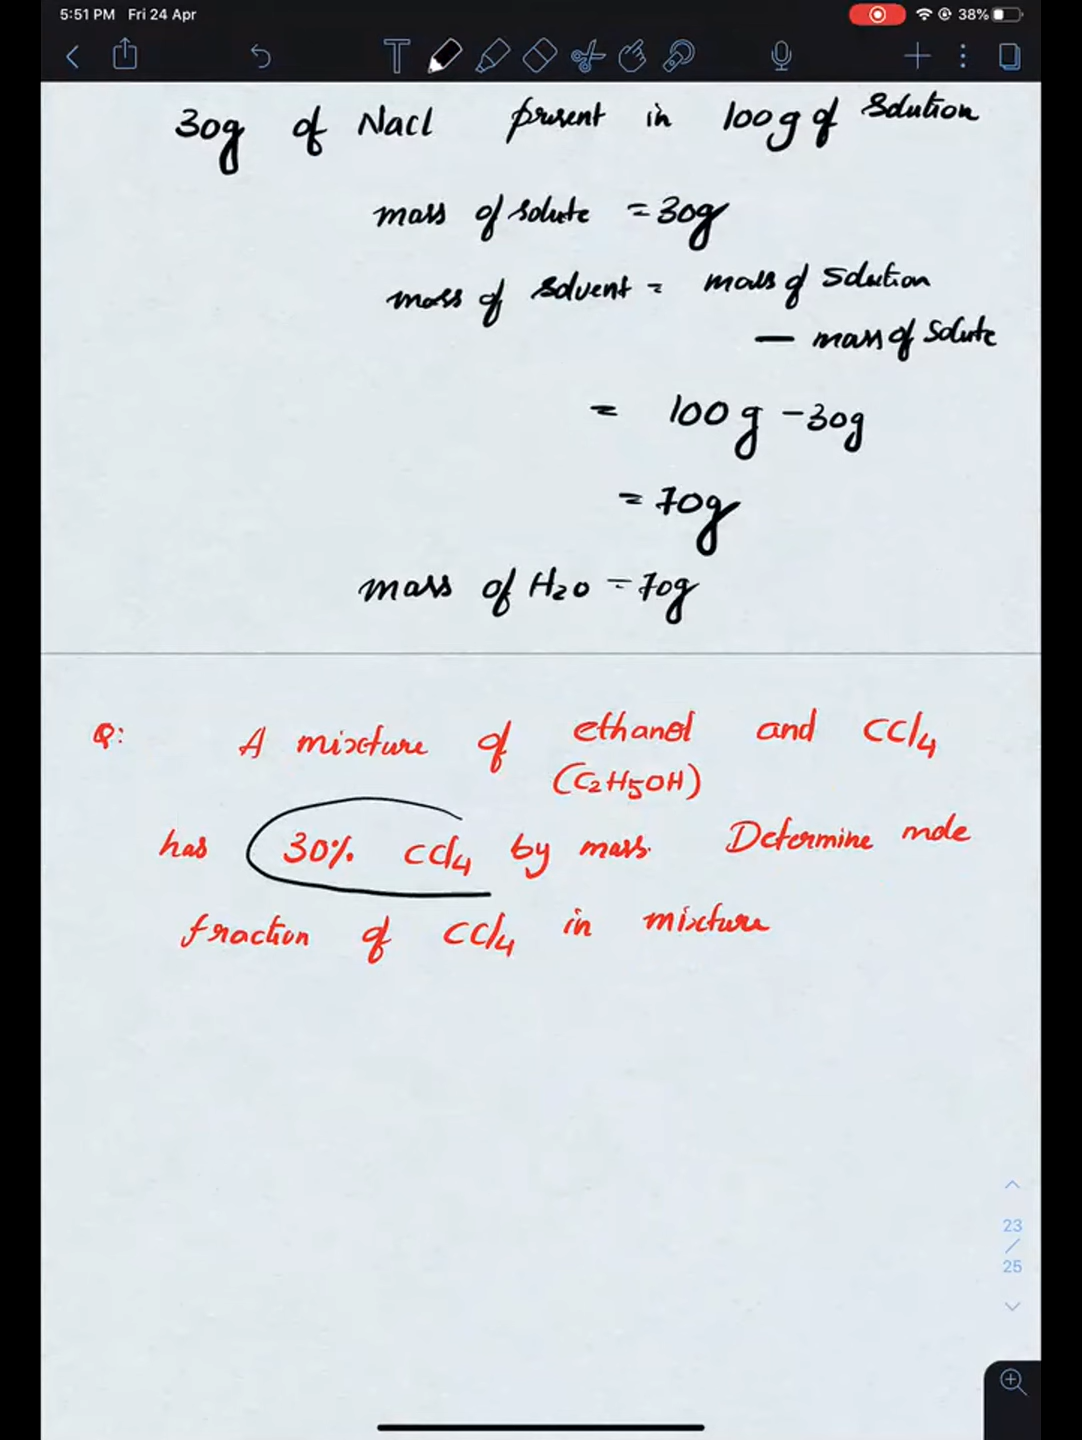 5:51 PM Fri 24 Apr 38%
T
30g of Nacl present in 100g of solution
mass of solute = 30g
mass of solvent = mass of solution
— mass of solute
= 100g - 30g
= 70g
mass of H2O = 70g
Q: A mixture of ethanol and CCl4
(C2H5OH)
has 30% CCl4 by mass. Determine mole
fraction of CCl4 in mixture
23
/
25